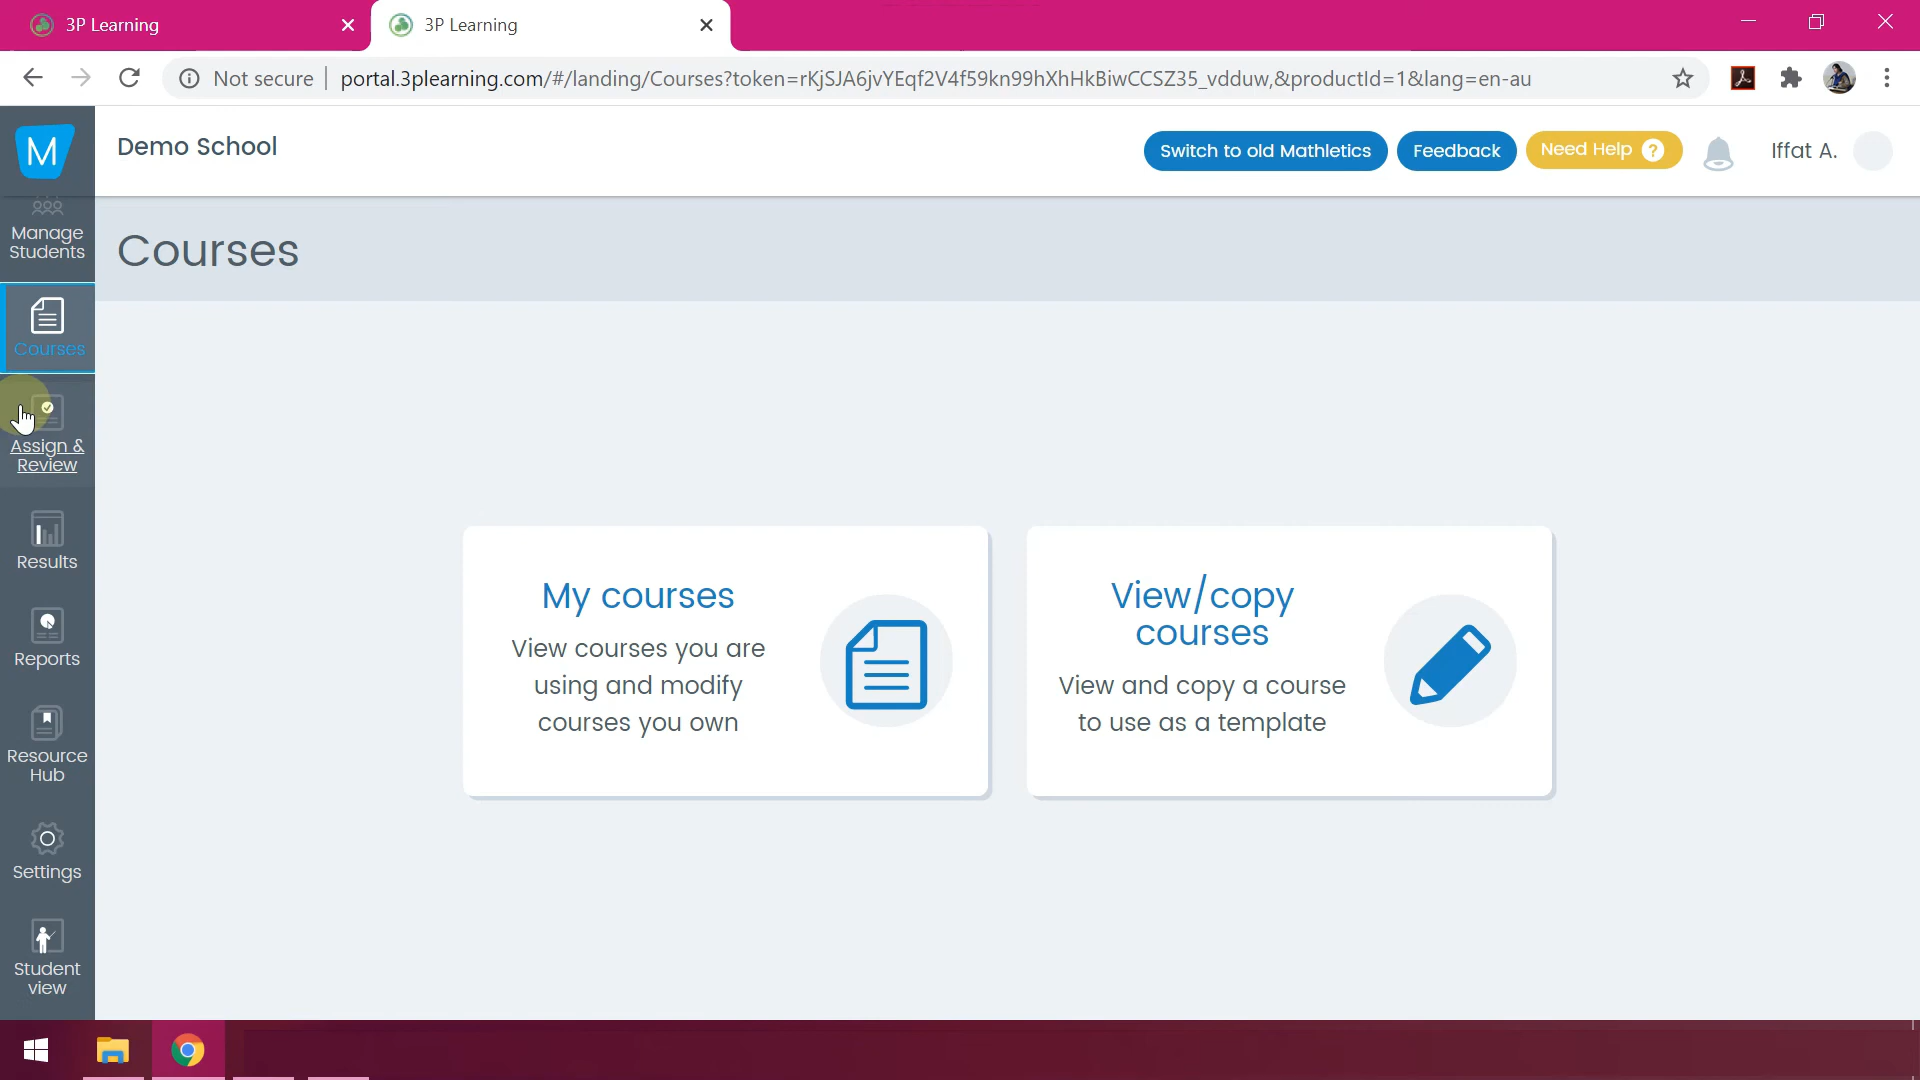 3P Learning
3P Learning
Not secure
portal.3plearning.com/#/landing/Courses?token=rKjSJA6jvYEqf2V4f59kn99hXhHkBiwCCSZ35_vdduw,&productId=1&lang=en-au
M
Demo School
Switch to old Mathletics
Feedback
Need Help ?
Iffat A.
Manage
Students
Courses
Courses
Assign &
Review
Results
Reports
Resource
Hub
Settings
Student
view
My courses
View courses you are
using and modify
courses you own
View/copy
courses
View and copy a course
to use as a template